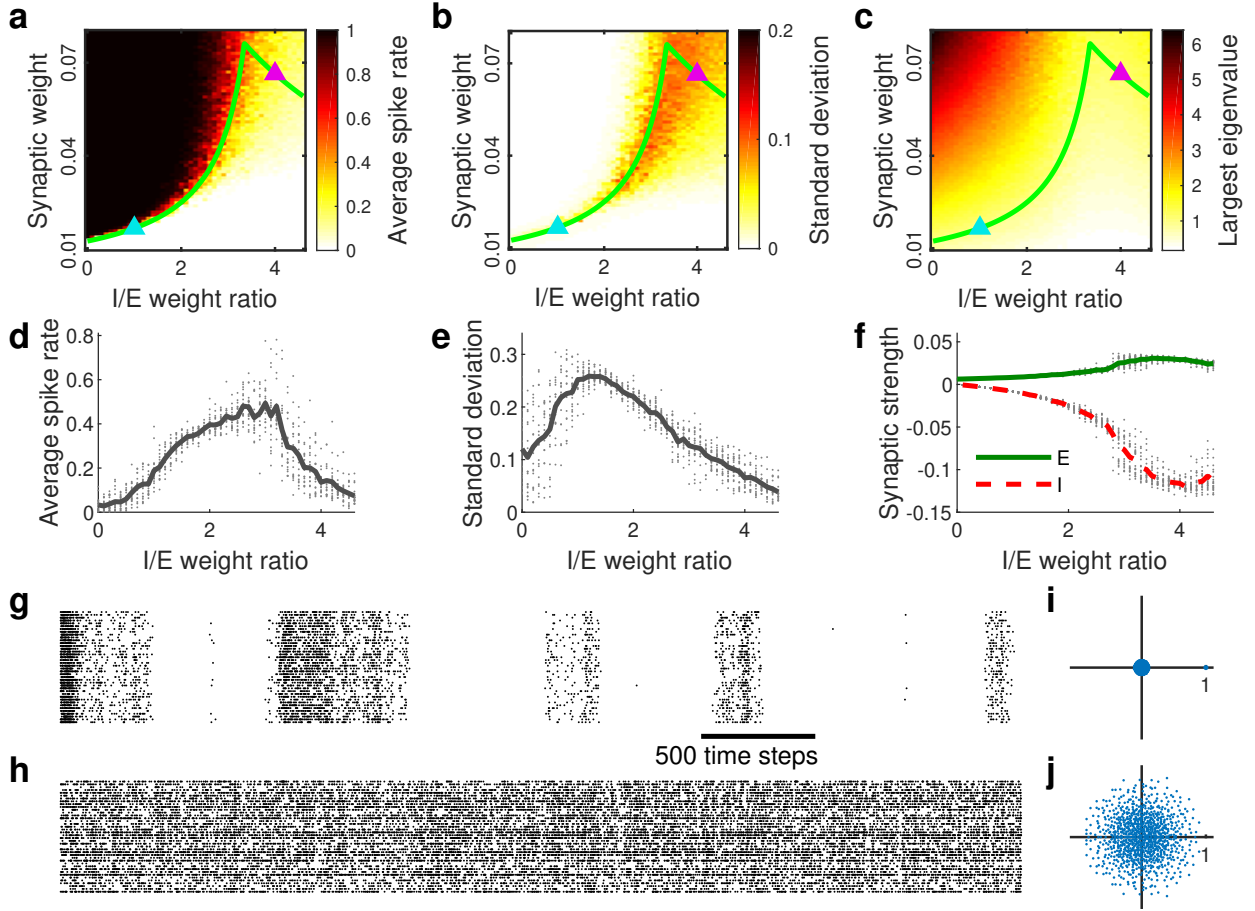 a
b
c
Synaptic weight
0.07
0.04
0.01
0
2
4
I/E weight ratio
1
0.8
0.6
0.4
0.2
0
Average spike rate
Synaptic weight
0.07
0.04
0.01
0
2
4
I/E weight ratio
0.2
0.1
0
Standard deviation
Synaptic weight
0.07
0.04
0.01
0
2
4
I/E weight ratio
6
5
4
3
2
1
Largest eigenvalue
d
Average spike rate
0.8
0.6
0.4
0.2
0
0
2
4
I/E weight ratio
e
Standard deviation
0.3
0.2
0.1
0
0
2
4
I/E weight ratio
f
Synaptic strength
0.05
0
-0.05
-0.1
-0.15
E
I
0
2
4
I/E weight ratio
g
500 time steps
h
i
1
j
1